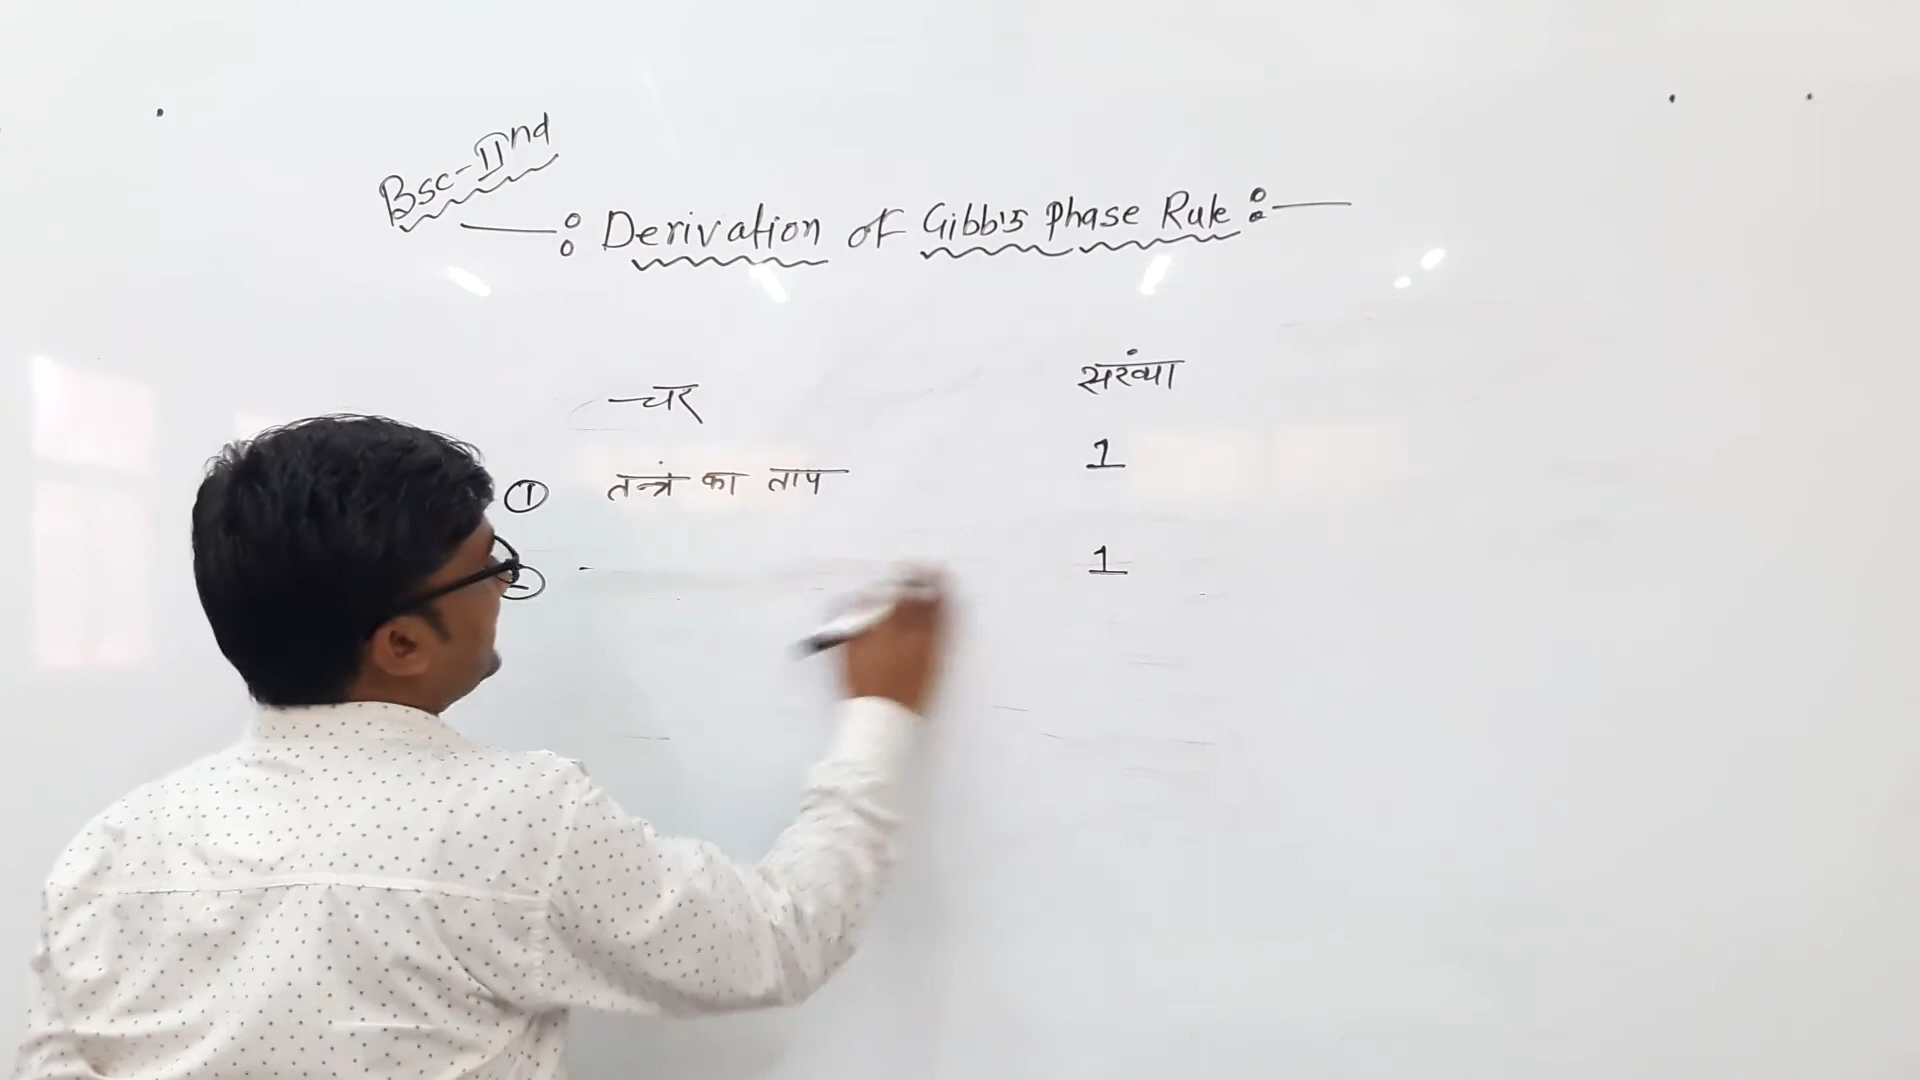 Bsc-IInd
Derivation of Gibb's Phase Rule
चर संख्या
① तन्त्रं का ताप 1
② 1